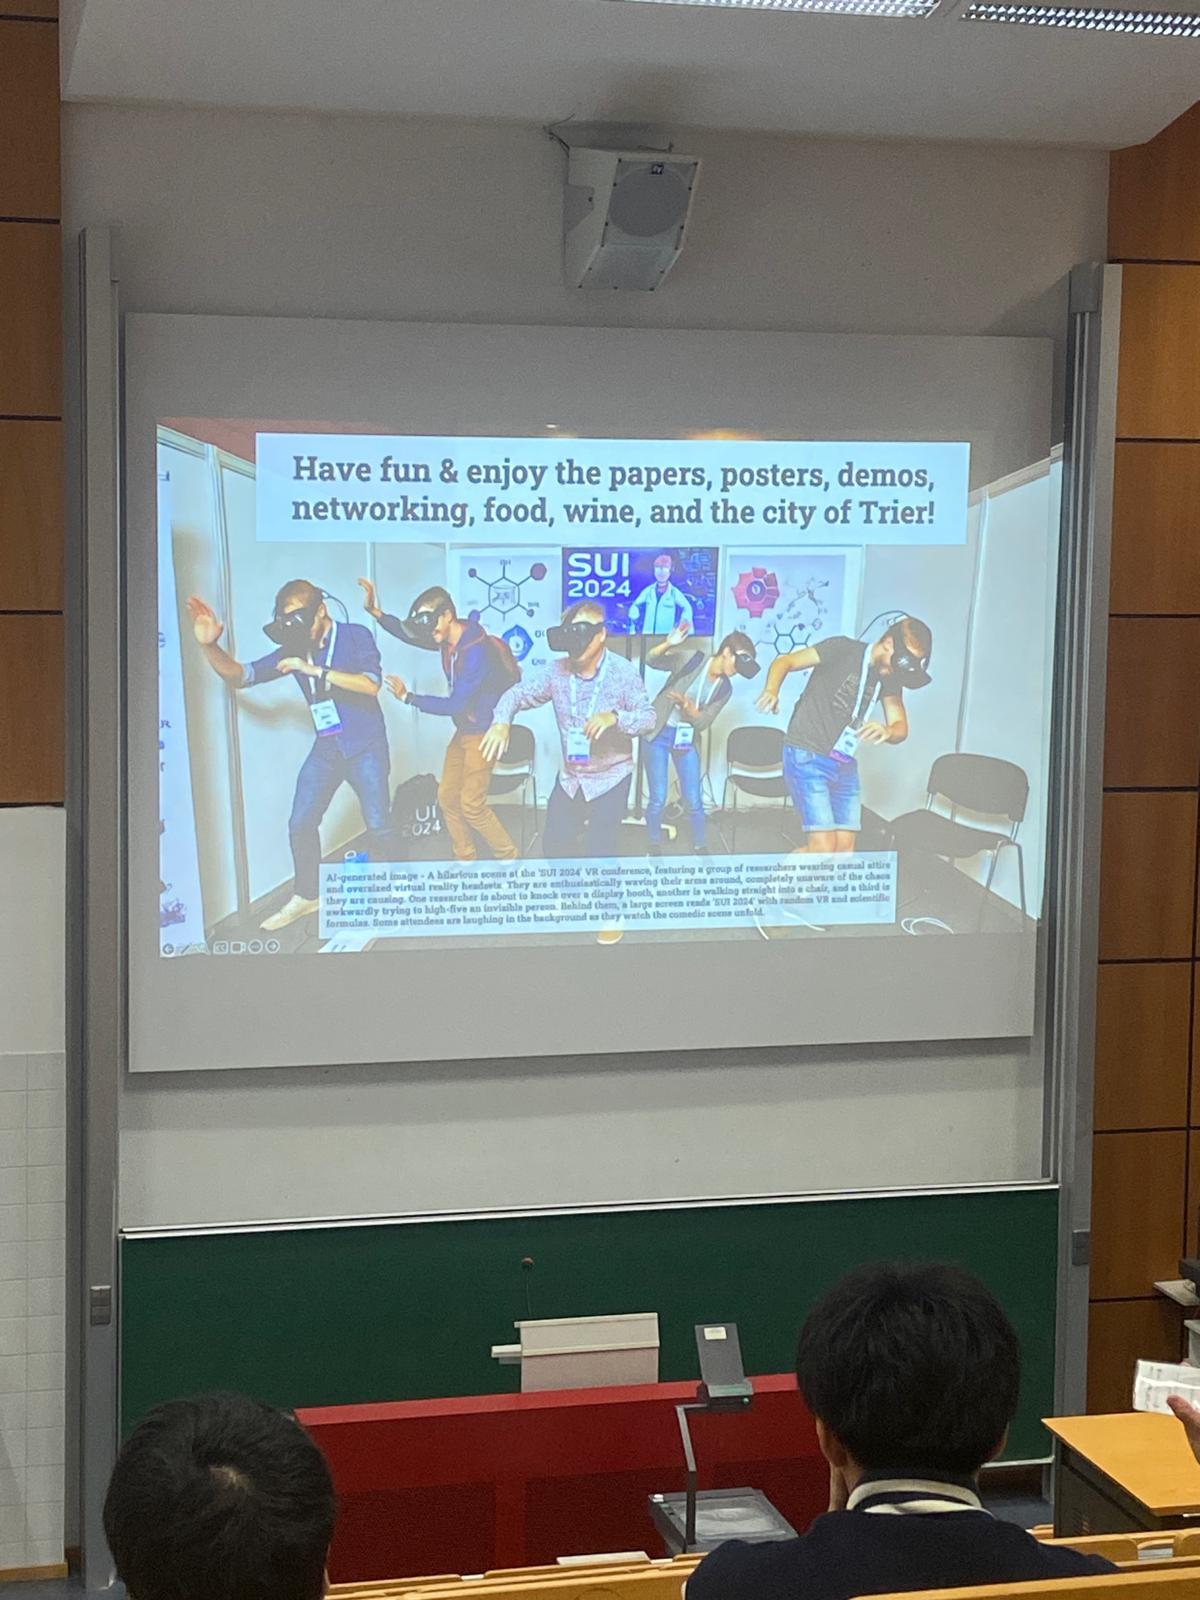 Have fun & enjoy the papers, posters, demos,
networking, food, wine, and the city of Trier!
SUI
2024
UI
2024
AI-generated image - A hilarious scene at the 'SUI 2024' VR conference, featuring a group of researchers wearing casual attire
and oversized virtual reality headsets. They are enthusiastically waving their arms around, completely unaware of the chaos
they are causing. One researcher is about to knock over a display booth, another is walking straight into a chair, and a third is
awkwardly trying to high-five an invisible person. Behind them, a large screen reads 'SUI 2024' with random VR and scientific
formulas. Some attendees are laughing in the background as they watch the comedic scene unfold.